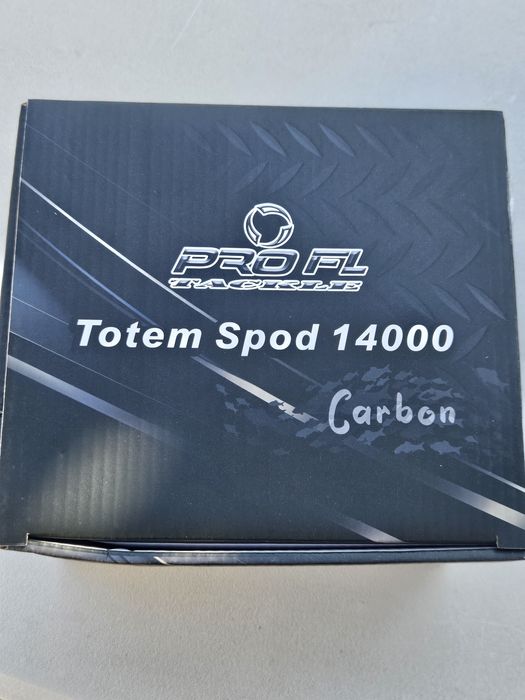 PRO FL
TACKLE
Totem Spod 14000
Carbon